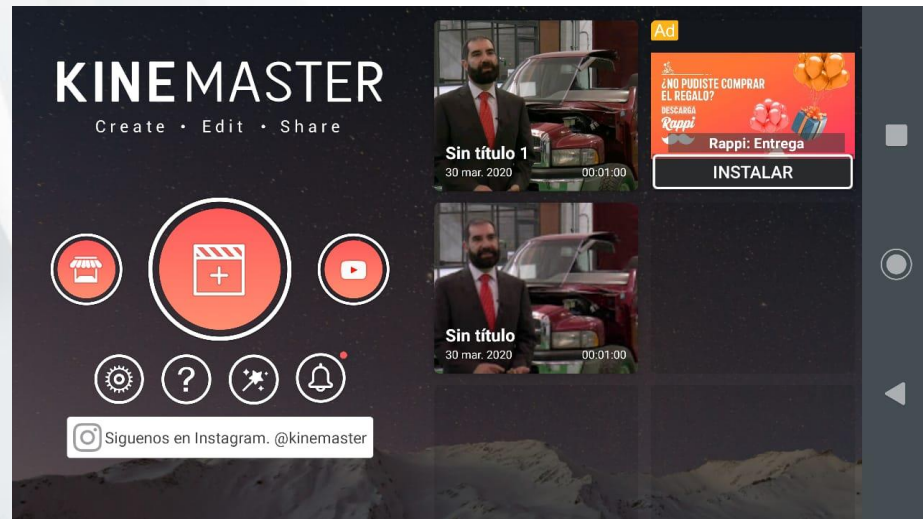 KINEMASTER
Create • Edit • Share
Siguenos en Instagram. @kinemaster
Sin título 1
30 mar. 2020 00:01:00
Sin título
30 mar. 2020 00:01:00
Ad
¿NO PUDISTE COMPRAR
EL REGALO?
DESCARGÁ
Rappi
Rappi: Entrega
INSTALAR